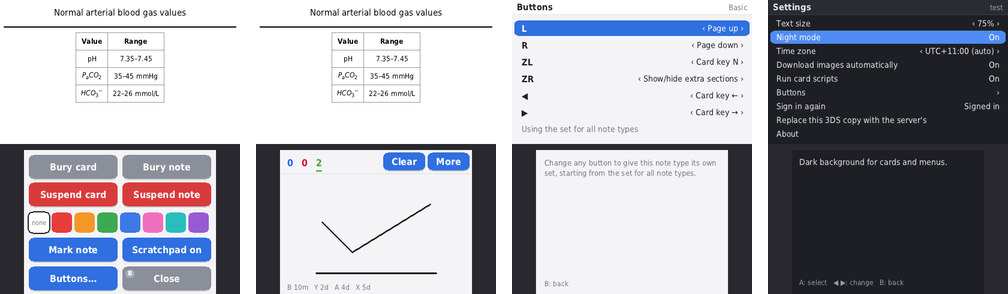 Normal arterial blood gas values
Value Range
pH 7.35–7.45
PaCO2 35-45 mmHg
HCO3− 22–26 mmol/L
Bury card Bury note
Suspend card Suspend note
none
Mark note Scratchpad on
Buttons... B Close
Normal arterial blood gas values
Value Range
pH 7.35–7.45
PaCO2 35-45 mmHg
HCO3− 22–26 mmol/L
0 0 2 Clear More
B 10m Y 2d A 4d X 5d
Buttons Basic
L ‹ Page up ›
R ‹ Page down ›
ZL ‹ Card key N ›
ZR ‹ Show/hide extra sections ›
◀ ‹ Card key ← ›
▶ ‹ Card key → ›
Using the set for all note types
Change any button to give this note type its own
set, starting from the set for all note types.
B: back
Settings test
Text size ‹ 75% ›
Night mode On
Time zone ‹ UTC+11:00 (auto) ›
Download images automatically On
Run card scripts On
Buttons ›
Sign in again Signed in
Replace this 3DS copy with the server's
About
Dark background for cards and menus.
A: select ◀ ▶: change B: back